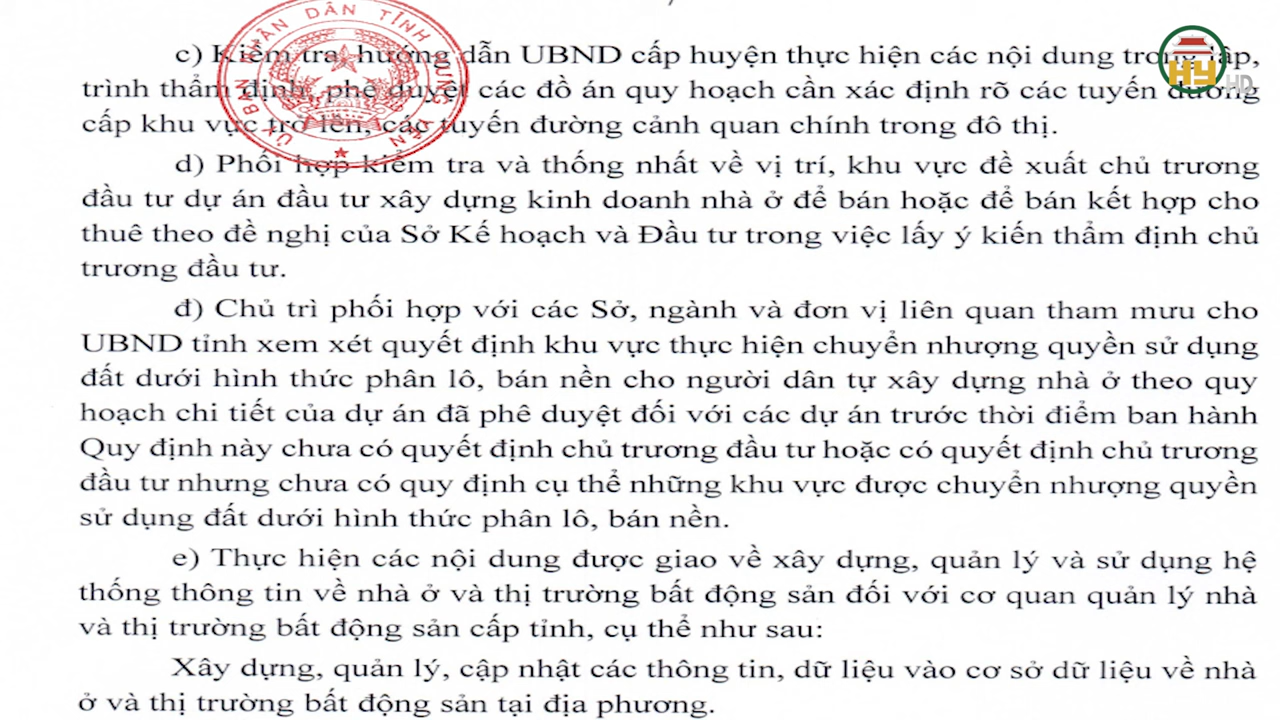 c) Kiểm tra, hướng dẫn UBND cấp huyện thực hiện các nội dung trong lập,
trình thẩm định, phê duyệt các đồ án quy hoạch cần xác định rõ các tuyến đường
cấp khu vực trở lên, các tuyến đường cảnh quan chính trong đô thị.
d) Phối hợp kiểm tra và thống nhất về vị trí, khu vực đề xuất chủ trương
đầu tư dự án đầu tư xây dựng kinh doanh nhà ở để bán hoặc để bán kết hợp cho
thuê theo đề nghị của Sở Kế hoạch và Đầu tư trong việc lấy ý kiến thẩm định chủ
trương đầu tư.
đ) Chủ trì phối hợp với các Sở, ngành và đơn vị liên quan tham mưu cho
UBND tỉnh xem xét quyết định khu vực thực hiện chuyển nhượng quyền sử dụng
đất dưới hình thức phân lô, bán nền cho người dân tự xây dựng nhà ở theo quy
hoạch chi tiết của dự án đã phê duyệt đối với các dự án trước thời điểm ban hành
Quy định này chưa có quyết định chủ trương đầu tư hoặc có quyết định chủ trương
đầu tư nhưng chưa có quy định cụ thể những khu vực được chuyển nhượng quyền
sử dụng đất dưới hình thức phân lô, bán nền.
e) Thực hiện các nội dung được giao về xây dựng, quản lý và sử dụng hệ
thống thông tin về nhà ở và thị trường bất động sản đối với cơ quan quản lý nhà
và thị trường bất động sản cấp tỉnh, cụ thể như sau:
Xây dựng, quản lý, cập nhật các thông tin, dữ liệu vào cơ sở dữ liệu về nhà
ở và thị trường bất động sản tại địa phương.
ỦY BAN NHÂN DÂN TỈNH HƯNG YÊN
HY HD